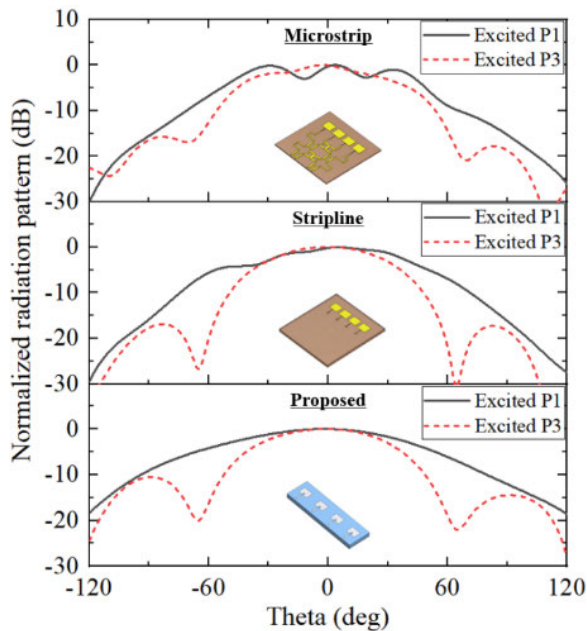 Microstrip
Excited P1
Excited P3
0
-10
-20
-30
Stripline
Excited P1
Excited P3
0
-10
-20
-30
Proposed
Excited P1
Excited P3
0
-10
-20
-30
-120 -60 0 60 120
Theta (deg)
Normalized radiation pattern (dB)